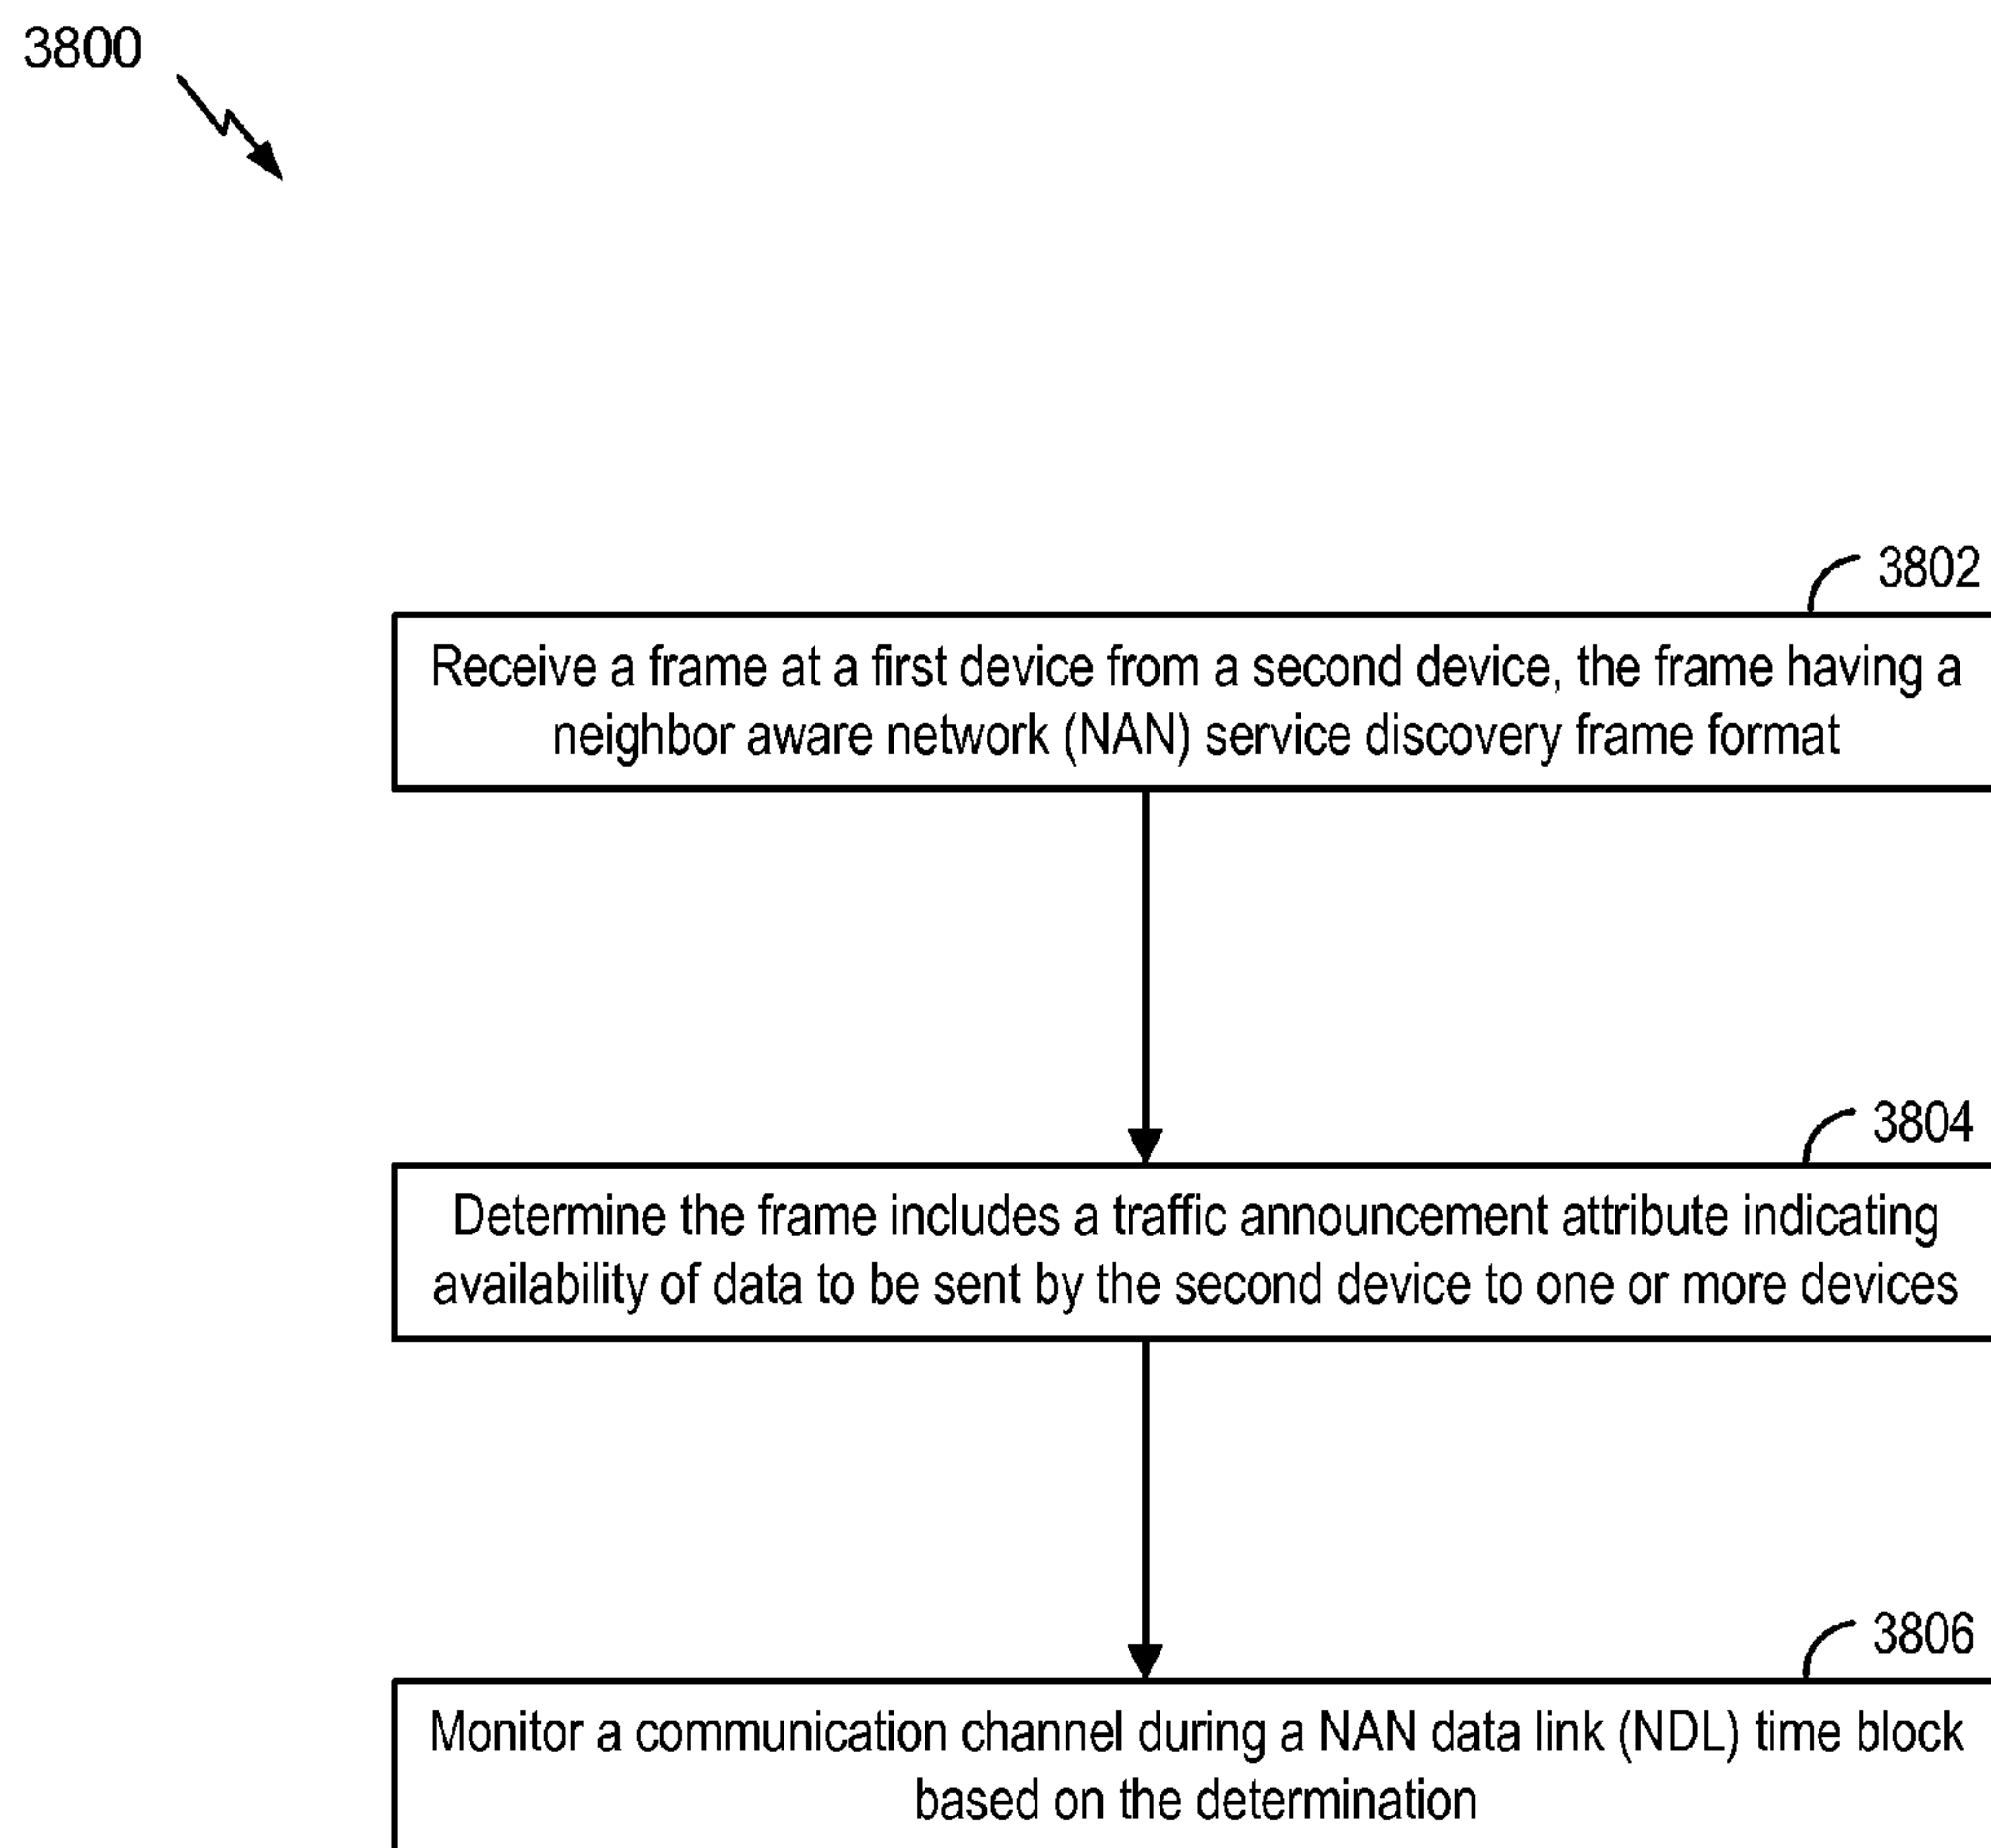 3800
3802
Receive a frame at a first device from a second device, the frame having a
neighbor aware network (NAN) service discovery frame format
3804
Determine the frame includes a traffic announcement attribute indicating
availability of data to be sent by the second device to one or more devices
3806
Monitor a communication channel during a NAN data link (NDL) time block
based on the determination